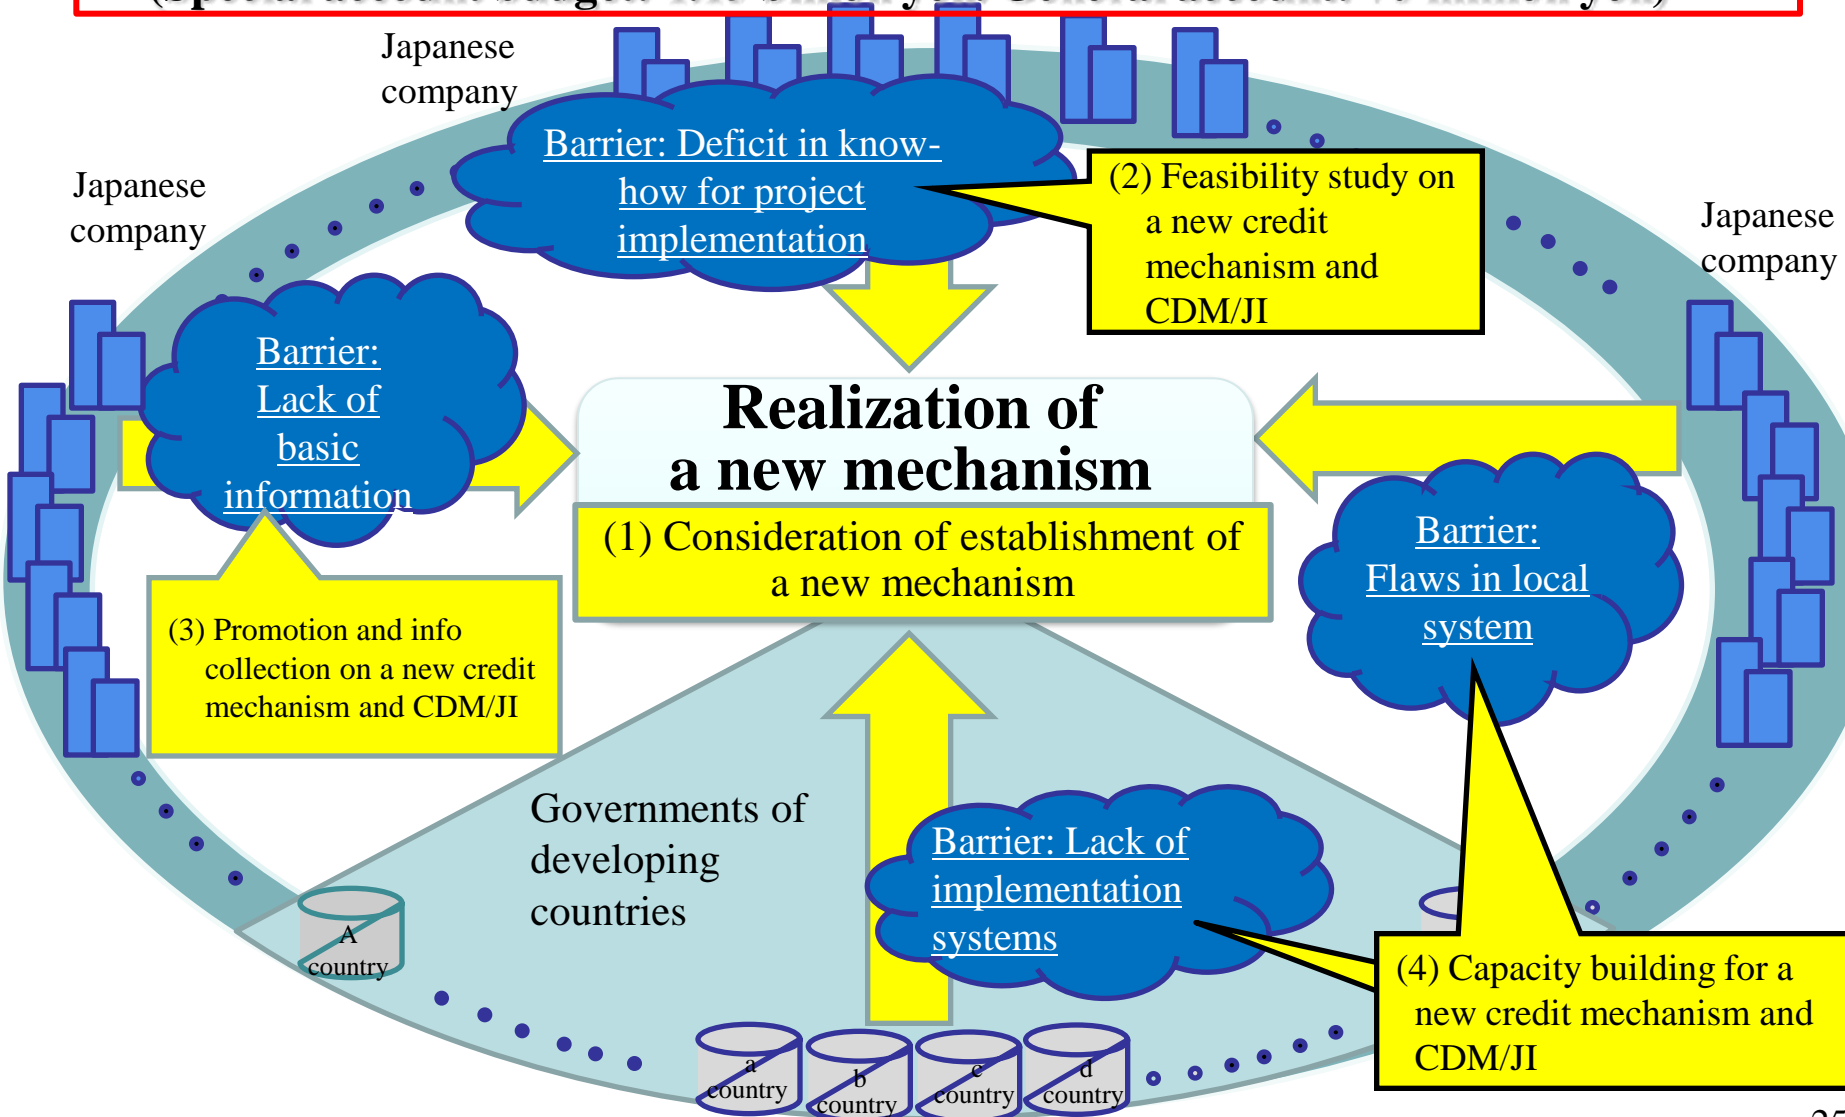 Japanese
company
Japanese
company
Japanese
company
Barrier: Deficit in know-
how for project
implementation
(2) Feasibility study on
a new credit
mechanism and
CDM/JI
Barrier:
Lack of
basic
information
Realization of
a new mechanism
(1) Consideration of establishment of
a new mechanism
Barrier:
Flaws in local
system
(3) Promotion and info
collection on a new credit
mechanism and CDM/JI
Governments of
developing
countries
Barrier: Lack of
implementation
systems
(4) Capacity building for a
new credit mechanism and
CDM/JI
A
country
a
country
b
country
c
country
d
country